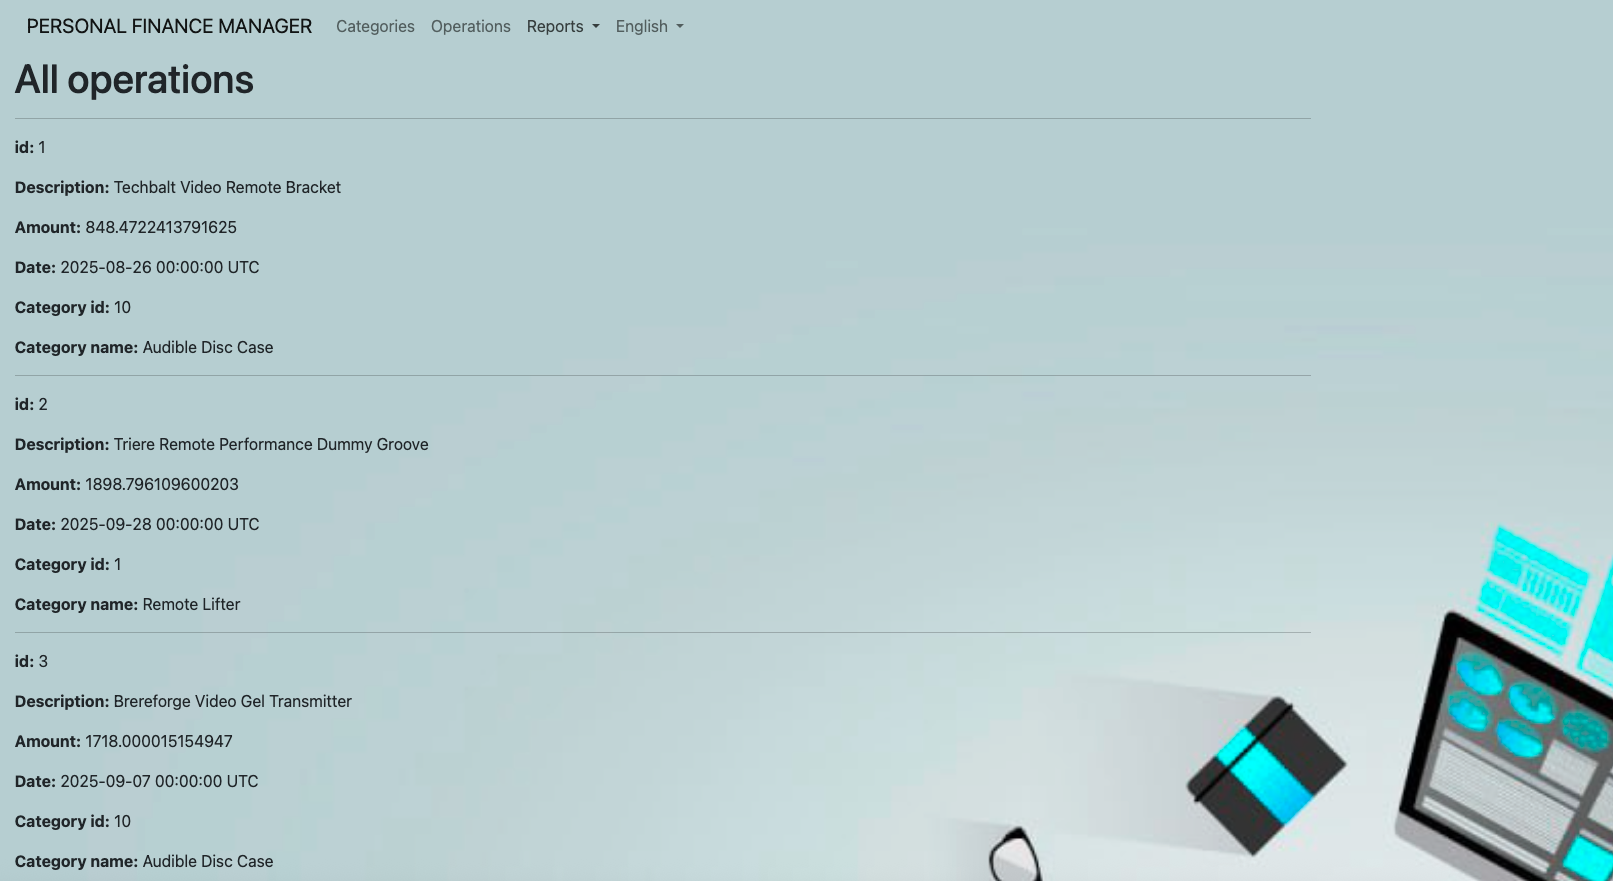 PERSONAL FINANCE MANAGER Categories Operations Reports English
All operations
id: 1
Description: Techbalt Video Remote Bracket
Amount: 848.4722413791625
Date: 2025-08-26 00:00:00 UTC
Category id: 10
Category name: Audible Disc Case
id: 2
Description: Triere Remote Performance Dummy Groove
Amount: 1898.796109600203
Date: 2025-09-28 00:00:00 UTC
Category id: 1
Category name: Remote Lifter
id: 3
Description: Brereforge Video Gel Transmitter
Amount: 1718.000015154947
Date: 2025-09-07 00:00:00 UTC
Category id: 10
Category name: Audible Disc Case